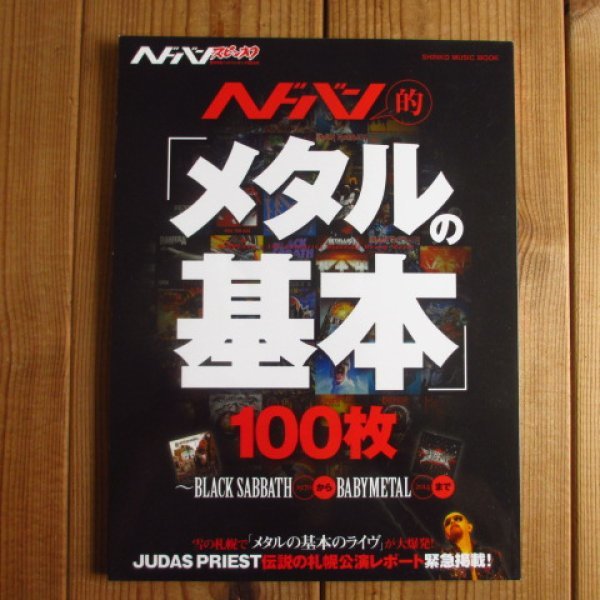 ヘドバン スピンオフ
SHINKO MUSIC MOOK
ヘドバン的
「メタルの
基本」
100枚
～BLACK SABBATH から BABYMETAL まで
雪の札幌で「メタルの基本のライヴ」が大爆発!
JUDAS PRIEST伝説の札幌公演レポート緊急掲載!